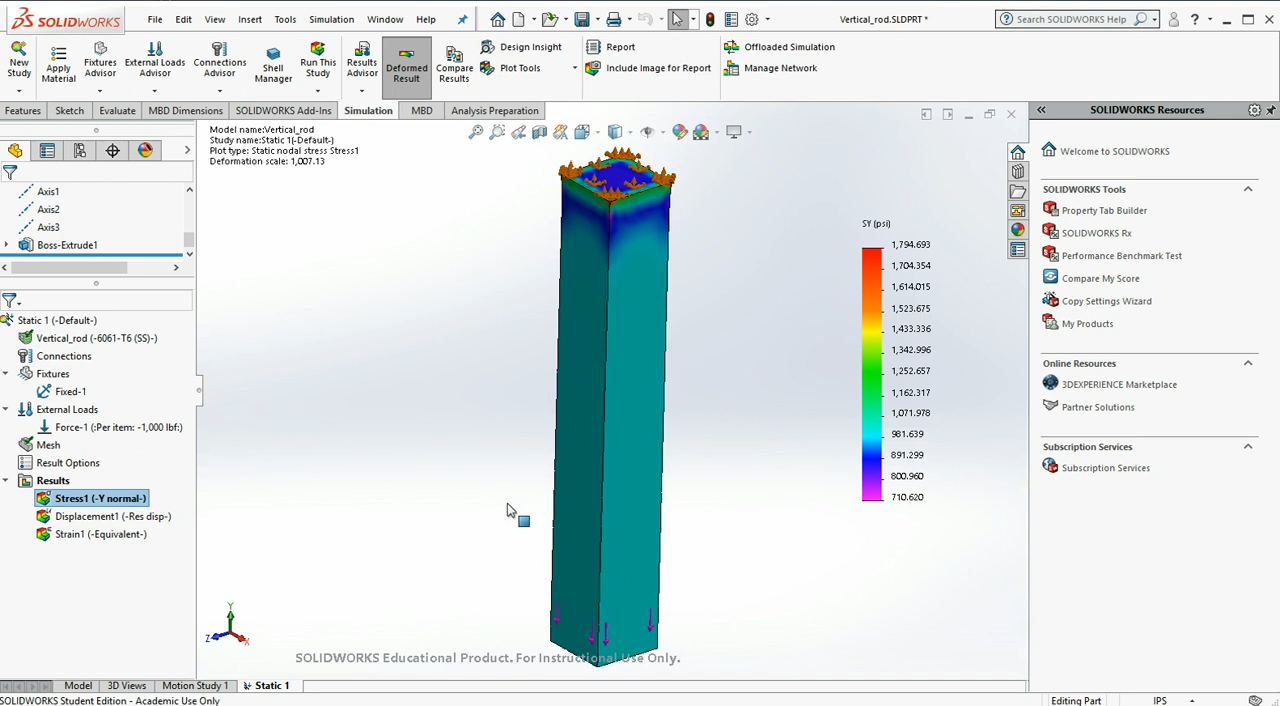 SOLIDWORKS File Edit View Insert Tools Simulation Window Help Vertical_rod.SLDPRT * Search SOLIDWORKS Help ?
New Study
Apply Material
Fixtures Advisor
External Loads Advisor
Connections Advisor
Shell Manager
Run This Study
Results Advisor
Deformed Result
Compare Results
Design Insight
Plot Tools
Report
Include Image for Report
Offloaded Simulation
Manage Network
Features Sketch Evaluate MBD Dimensions SOLIDWORKS Add-Ins Simulation MBD Analysis Preparation
Axis1
Axis2
Axis3
Boss-Extrude1
Static 1 (-Default-)
Vertical_rod (-6061-T6 (SS)-)
Connections
Fixtures
Fixed-1
External Loads
Force-1 (:Per item: -1,000 lbf:)
Mesh
Result Options
Results
Stress1 (-Y normal-)
Displacement1 (-Res disp-)
Strain1 (-Equivalent-)
Model name:Vertical_rod
Study name:Static 1(-Default-)
Plot type: Static nodal stress Stress1
Deformation scale: 1,007.13
SY (psi)
1,794.693
1,704.354
1,614.015
1,523.675
1,433.336
1,342.996
1,252.657
1,162.317
1,071.978
981.639
891.299
800.960
710.620
Y
Z
X
SOLIDWORKS Educational Product. For Instructional Use Only.
SOLIDWORKS Resources
Welcome to SOLIDWORKS
SOLIDWORKS Tools
Property Tab Builder
SOLIDWORKS Rx
Performance Benchmark Test
Compare My Score
Copy Settings Wizard
My Products
Online Resources
3DEXPERIENCE Marketplace
Partner Solutions
Subscription Services
Subscription Services
Model 3D Views Motion Study 1 Static 1
SOLIDWORKS Student Edition - Academic Use Only Editing Part IPS